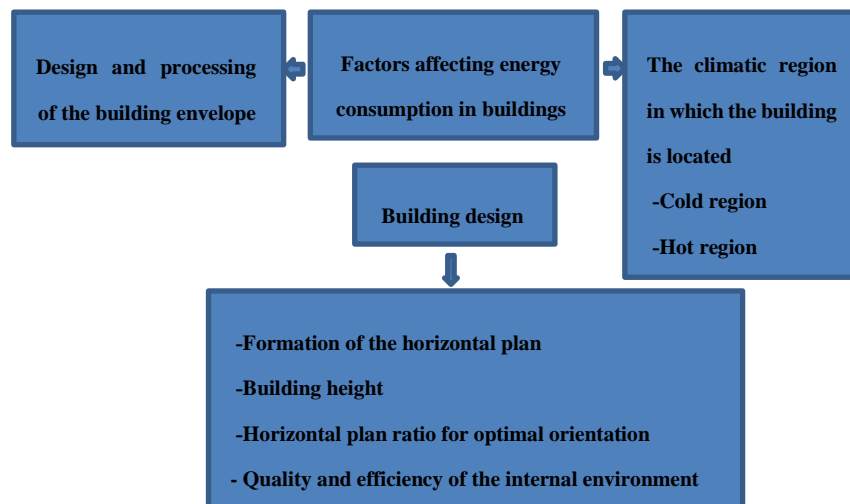 Design and processing
of the building envelope
Factors affecting energy
consumption in buildings
The climatic region
in which the building
is located
-Cold region
-Hot region
Building design
-Formation of the horizontal plan
-Building height
-Horizontal plan ratio for optimal orientation
- Quality and efficiency of the internal environment